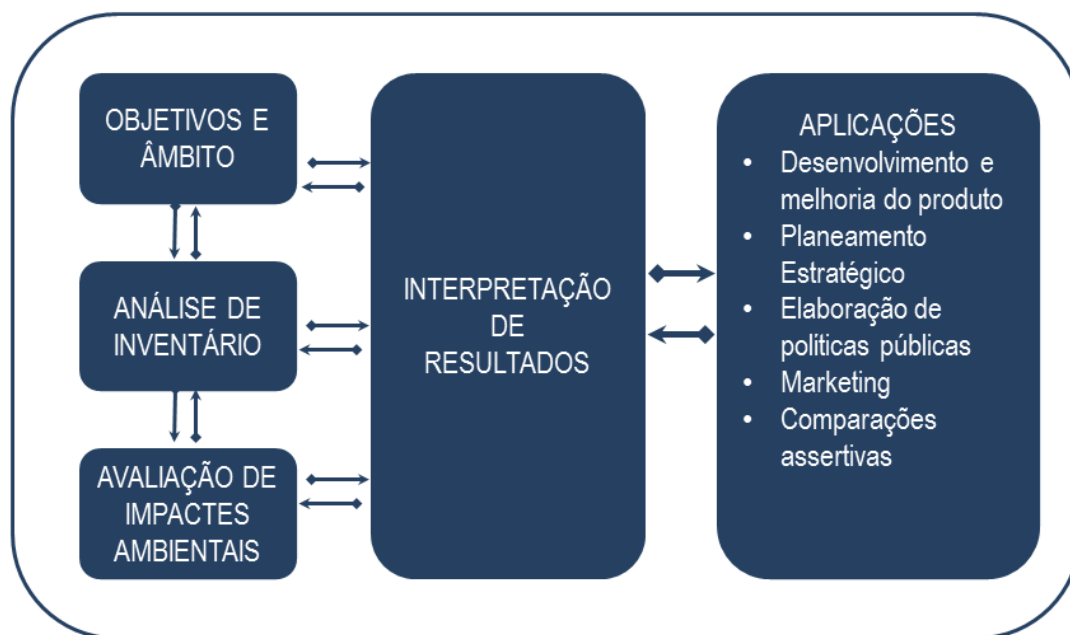 OBJETIVOS E
ÂMBITO
ANÁLISE DE
INVENTÁRIO
AVALIAÇÃO DE
IMPACTES
AMBIENTAIS
INTERPRETAÇÃO
DE
RESULTADOS
APLICAÇÕES
• Desenvolvimento e
melhoria do produto
• Planeamento
Estratégico
• Elaboração de
políticas públicas
• Marketing
• Comparações
assertivas